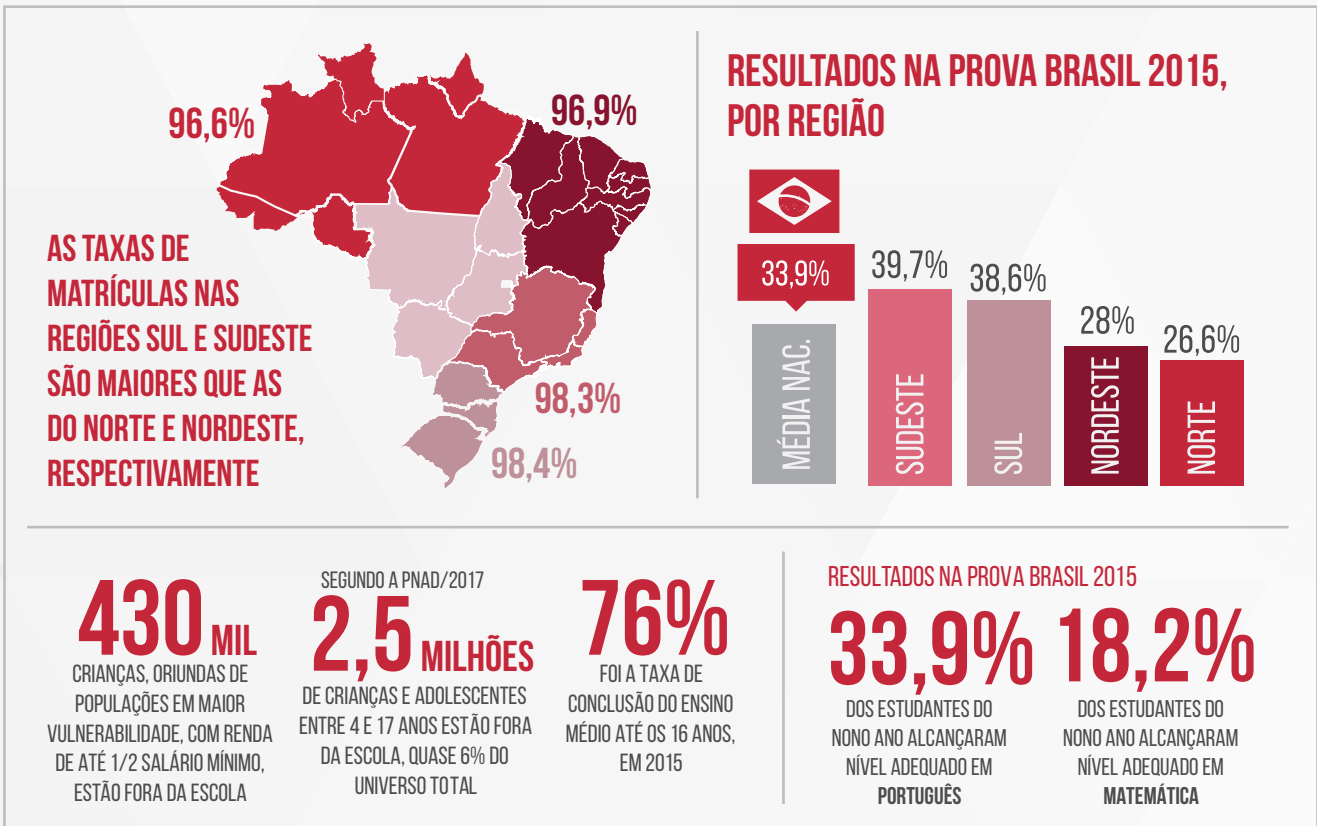 96,6%
96,9%
AS TAXAS DE
MATRÍCULAS NAS
REGIÕES SUL E SUDESTE
SÃO MAIORES QUE AS
DO NORTE E NORDESTE,
RESPECTIVAMENTE
98,3%
98,4%
RESULTADOS NA PROVA BRASIL 2015,
POR REGIÃO
33,9%
39,7%
38,6%
28%
26,6%
MÉDIA NAC.
SUDESTE
SUL
NORDESTE
NORTE
430 MIL
CRIANÇAS, ORIUNDAS DE
POPULAÇÕES EM MAIOR
VULNERABILIDADE, COM RENDA
DE ATÉ 1/2 SALÁRIO MÍNIMO,
ESTÃO FORA DA ESCOLA
SEGUNDO A PNAD/2017
2,5 MILHÕES
DE CRIANÇAS E ADOLESCENTES
ENTRE 4 E 17 ANOS ESTÃO FORA
DA ESCOLA, QUASE 6% DO
UNIVERSO TOTAL
76%
FOI A TAXA DE
CONCLUSÃO DO ENSINO
MÉDIO ATÉ OS 16 ANOS,
EM 2015
RESULTADOS NA PROVA BRASIL 2015
33,9%
DOS ESTUDANTES DO
NONO ANO ALCANÇARAM
NÍVEL ADEQUADO EM
PORTUGUÊS
18,2%
DOS ESTUDANTES DO
NONO ANO ALCANÇARAM
NÍVEL ADEQUADO EM
MATEMÁTICA